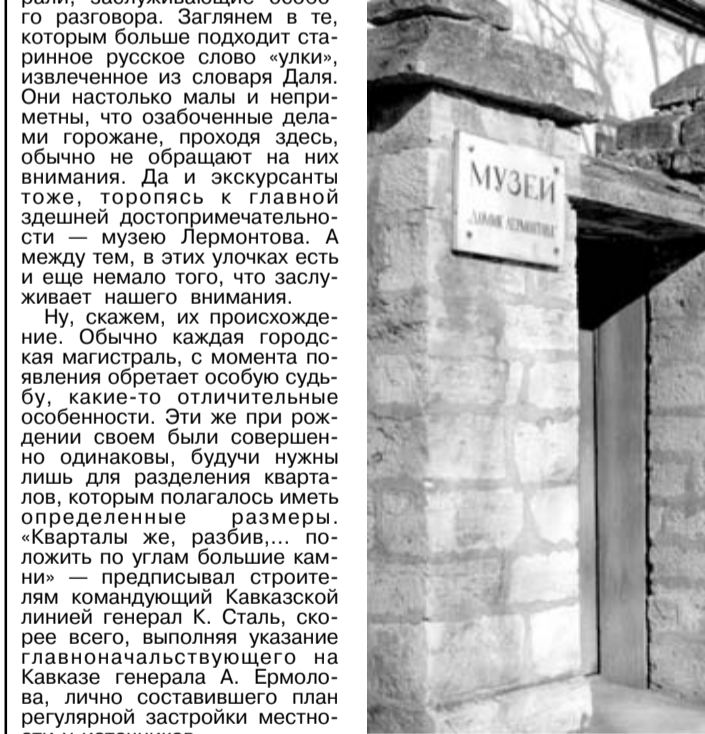 го разговора. Заглянем в те,
которым больше подходит ста-
ринное русское слово «улки»,
извлеченное из словаря Даля.
Они настолько малы и непри-
метны, что озабоченные дела-
ми горожане, проходя здесь,
обычно не обращают на них
внимания. Да и экскурсанты
тоже, торопясь к главной
здешней достопримечательно-
сти — музею Лермонтова. А
между тем, в этих улочках есть
и еще немало того, что заслу-
живает нашего внимания.
Ну, скажем, их происхожде-
ние. Обычно каждая городс-
кая магистраль, с момента по-
явления обретает особую судь-
бу, какие-то отличительные
особенности. Эти же при рож-
дении своем были совершен-
но одинаковы, будучи нужны
лишь для разделения кварта-
лов, которым полагалось иметь
определенные размеры.
«Кварталы же, разбив,... по-
ложить по углам большие кам-
ни» — предписывал строите-
лям командующий Кавказской
линией генерал К. Сталь, ско-
рее всего, выполняя указание
главноначальствующего на
Кавказе генерала А. Ермоло-
ва, лично составившего план
регулярной застройки местно-
МУЗЕЙ
"ДОМИК ЛЕРМОНТОВА"